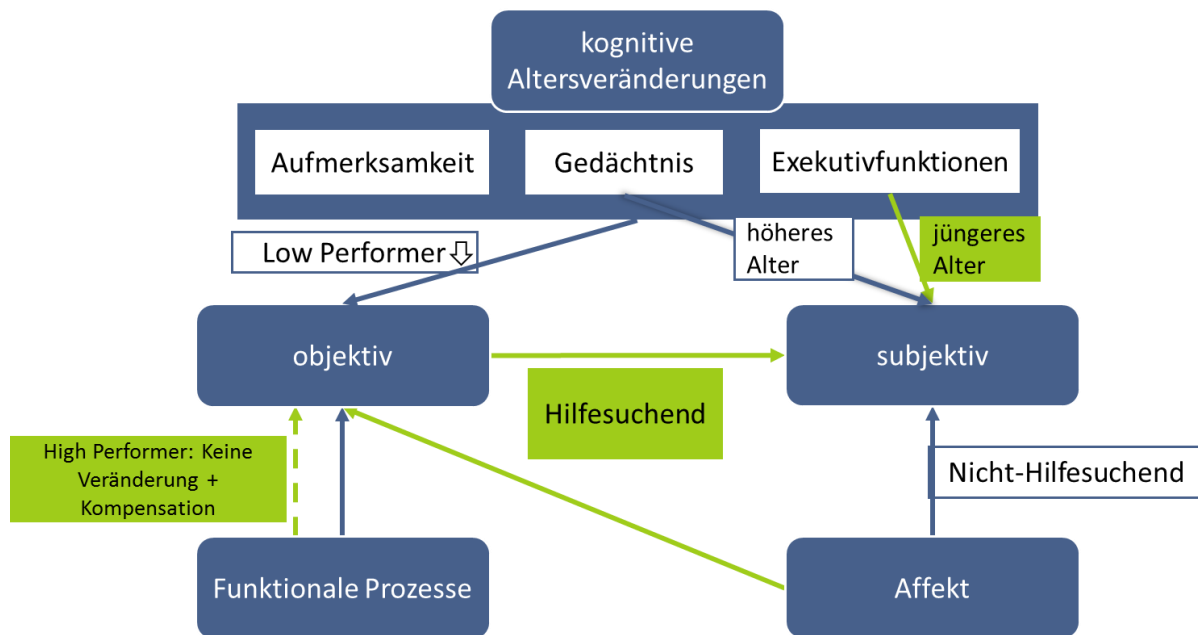 kognitive
Altersveränderungen
Aufmerksamkeit
Gedächtnis
Exekutivfunktionen
Low Performer
höheres
Alter
jüngeres
Alter
objektiv
subjektiv
Hilfesuchend
High Performer: Keine
Veränderung +
Kompensation
Nicht-Hilfesuchend
Funktionale Prozesse
Affekt